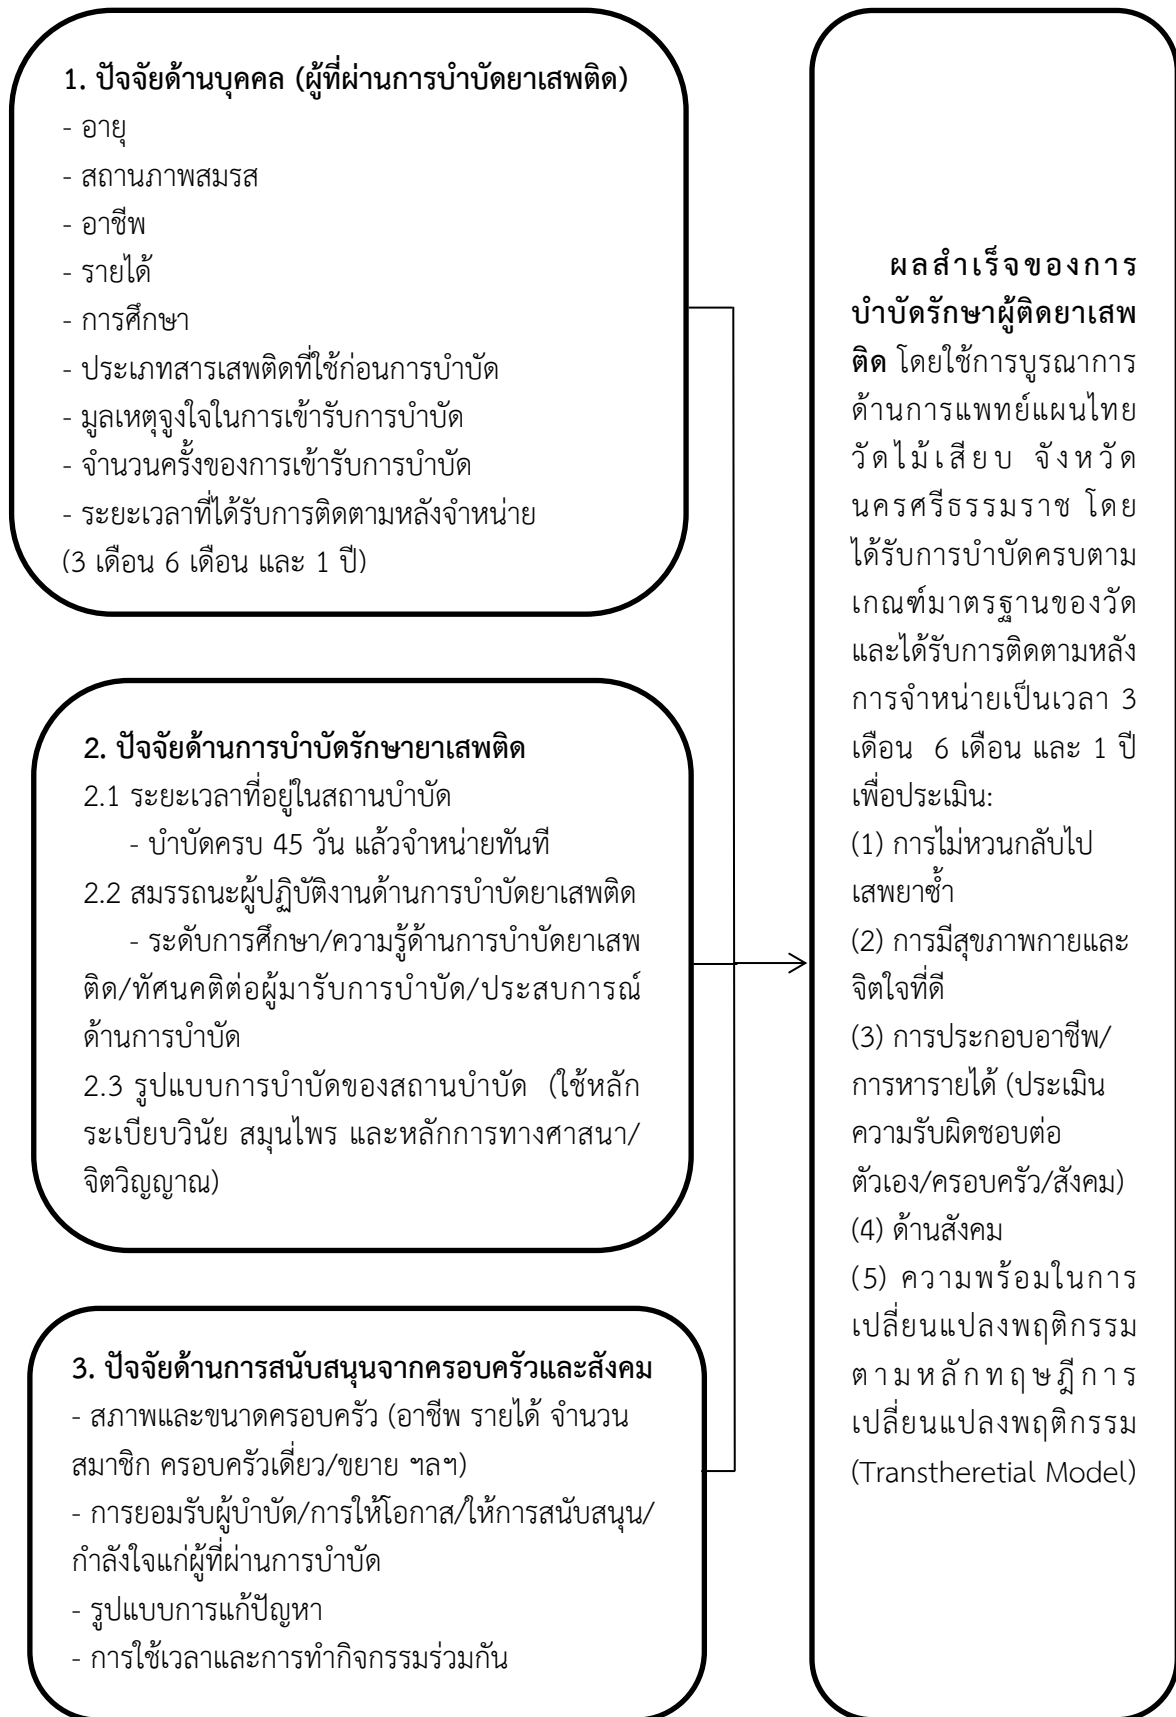 1. ปัจจัยด้านบุคคล (ผู้ที่ผ่านการบำบัดยาเสพติด)
- อายุ
- สถานภาพสมรส
- อาชีพ
- รายได้
- การศึกษา
- ประเภทสารเสพติดที่ใช้ก่อนการบำบัด
- มูลเหตุจูงใจในการเข้ารับการบำบัด
- จำนวนครั้งของการเข้ารับการบำบัด
- ระยะเวลาที่ได้รับการติดตามหลังจำหน่าย
(3 เดือน 6 เดือน และ 1 ปี)
2. ปัจจัยด้านการบำบัดรักษายาเสพติด
2.1 ระยะเวลาที่อยู่ในสถานบำบัด
- บำบัดครบ 45 วัน แล้วจำหน่ายทันที
2.2 สมรรถนะผู้ปฏิบัติงานด้านการบำบัดยาเสพติด
- ระดับการศึกษา/ความรู้ด้านการบำบัดยาเสพ
ติด/ทัศนคติต่อผู้มารับการบำบัด/ประสบการณ์
ด้านการบำบัด
2.3 รูปแบบการบำบัดของสถานบำบัด (ใช้หลัก
ระเบียบวินัย สมุนไพร และหลักการทางศาสนา/
จิตวิญญาณ)
3. ปัจจัยด้านการสนับสนุนจากครอบครัวและสังคม
- สภาพและขนาดครอบครัว (อาชีพ รายได้ จำนวน
สมาชิก ครอบครัวเดี่ยว/ขยาย ฯลฯ)
- การยอมรับผู้บำบัด/การให้โอกาส/ให้การสนับสนุน/
กำลังใจแก่ผู้ที่ผ่านการบำบัด
- รูปแบบการแก้ปัญหา
- การใช้เวลาและการทำกิจกรรมร่วมกัน
ผลสำเร็จของการ
บำบัดรักษาผู้ติดยาเสพ
ติด โดยใช้การบูรณาการ
ด้านการแพทย์แผนไทย
วัดไม้เสียบ จังหวัด
นครศรีธรรมราช โดย
ได้รับการบำบัดครบตาม
เกณฑ์มาตรฐานของวัด
และได้รับการติดตามหลัง
การจำหน่ายเป็นเวลา 3
เดือน 6 เดือน และ 1 ปี
เพื่อประเมิน:
(1) การไม่หวนกลับไป
เสพยาซ้ำ
(2) การมีสุขภาพกายและ
จิตใจที่ดี
(3) การประกอบอาชีพ/
การหารายได้ (ประเมิน
ความรับผิดชอบต่อ
ตัวเอง/ครอบครัว/สังคม)
(4) ด้านสังคม
(5) ความพร้อมในการ
เปลี่ยนแปลงพฤติกรรม
ตามหลักทฤษฎีการ
เปลี่ยนแปลงพฤติกรรม
(Transtheretial Model)